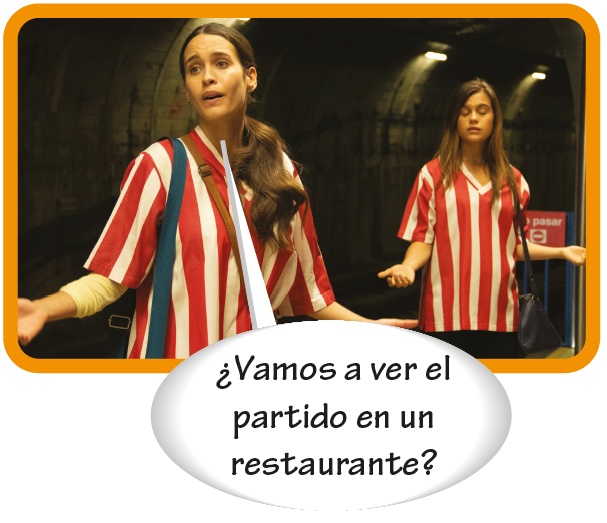 o pasar
¿Vamos a ver el
partido en un
restaurante?